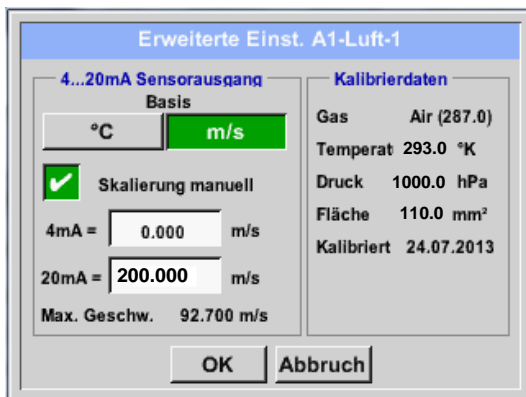 Erweiterte Einst. A1-Luft-1
4...20mA Sensorausgang
Basis
°C
m/s
Skalierung manuell
4mA = 0.000 m/s
20mA = 200.000 m/s
Max. Geschw. 92.700 m/s
Kalibrierdaten
Gas Air (287.0)
Temperat 293.0 °K
Druck 1000.0 hPa
Fläche 110.0 mm²
Kalibriert 24.07.2013
OK
Abbruch